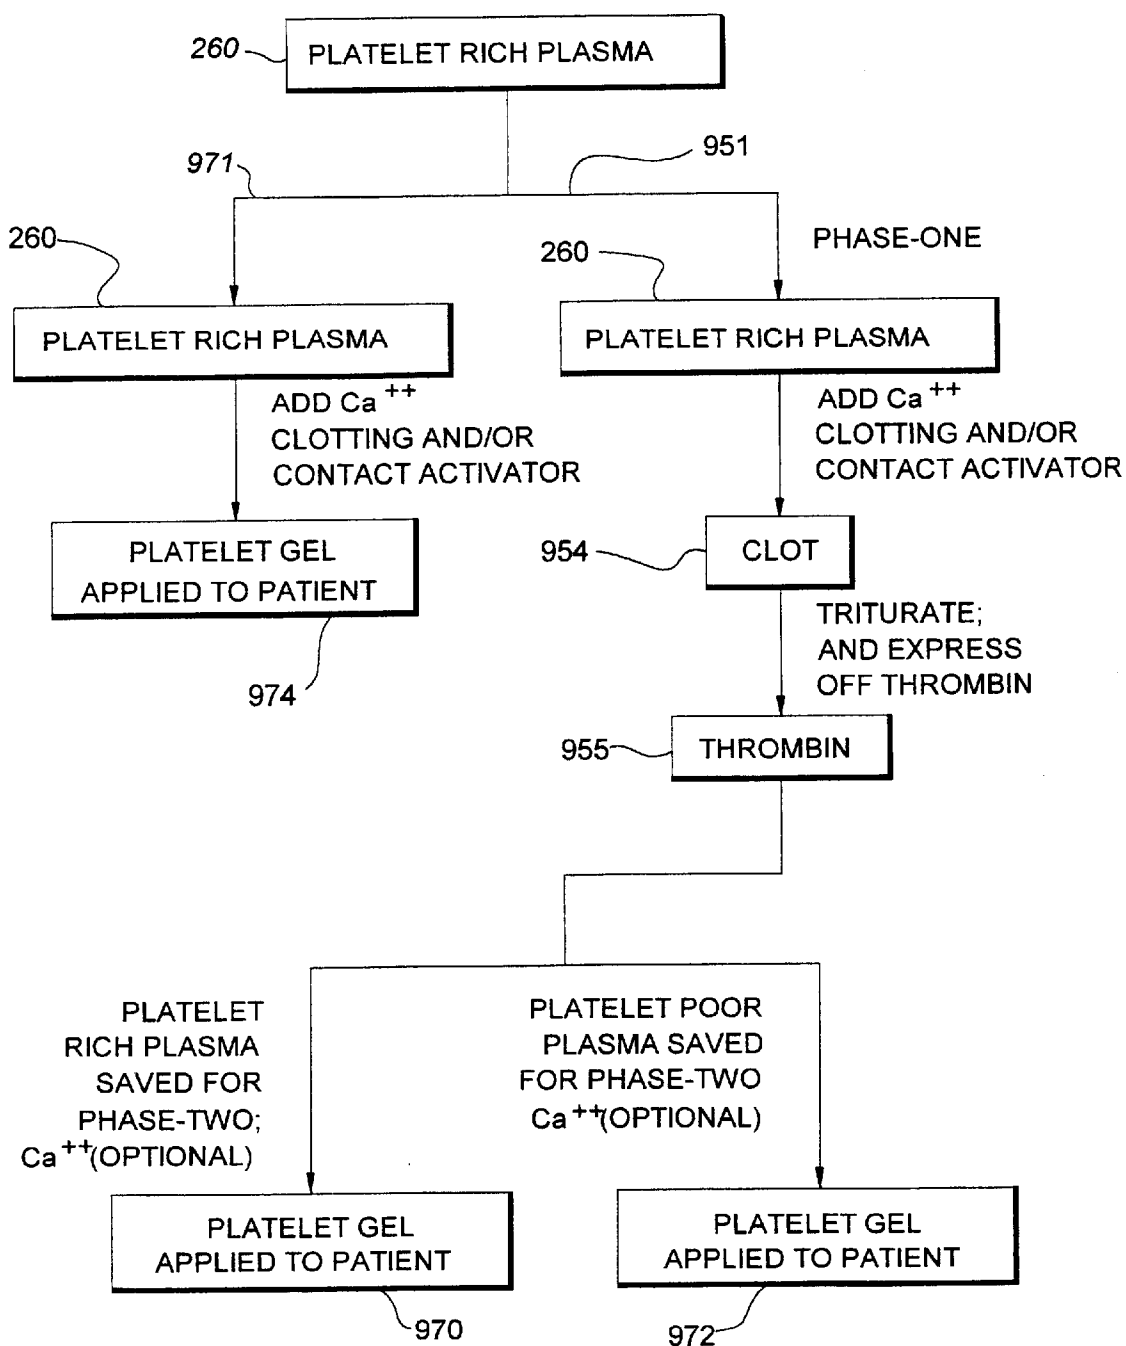 260
PLATELET RICH PLASMA
971
951
260
PHASE-ONE
260
PLATELET RICH PLASMA
PLATELET RICH PLASMA
ADD Ca++
CLOTTING AND/OR
CONTACT ACTIVATOR
ADD Ca++
CLOTTING AND/OR
CONTACT ACTIVATOR
PLATELET GEL
APPLIED TO PATIENT
974
954
CLOT
TRITURATE;
AND EXPRESS
OFF THROMBIN
955
THROMBIN
PLATELET
RICH PLASMA
SAVED FOR
PHASE-TWO;
Ca++(OPTIONAL)
PLATELET POOR
PLASMA SAVED
FOR PHASE-TWO
Ca++(OPTIONAL)
PLATELET GEL
APPLIED TO PATIENT
970
PLATELET GEL
APPLIED TO PATIENT
972